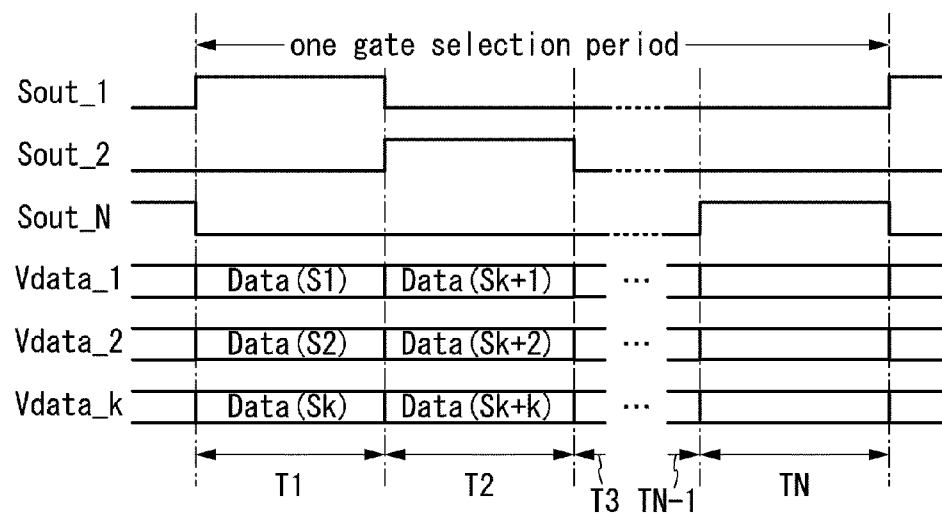 one gate selection period
Sout_1
Sout_2
Sout_N
Vdata_1 Data(S1) Data(Sk+1) ...
Vdata_2 Data(S2) Data(Sk+2) ...
Vdata_k Data(Sk) Data(Sk+k) ...
T1 T2 T3 TN-1 TN